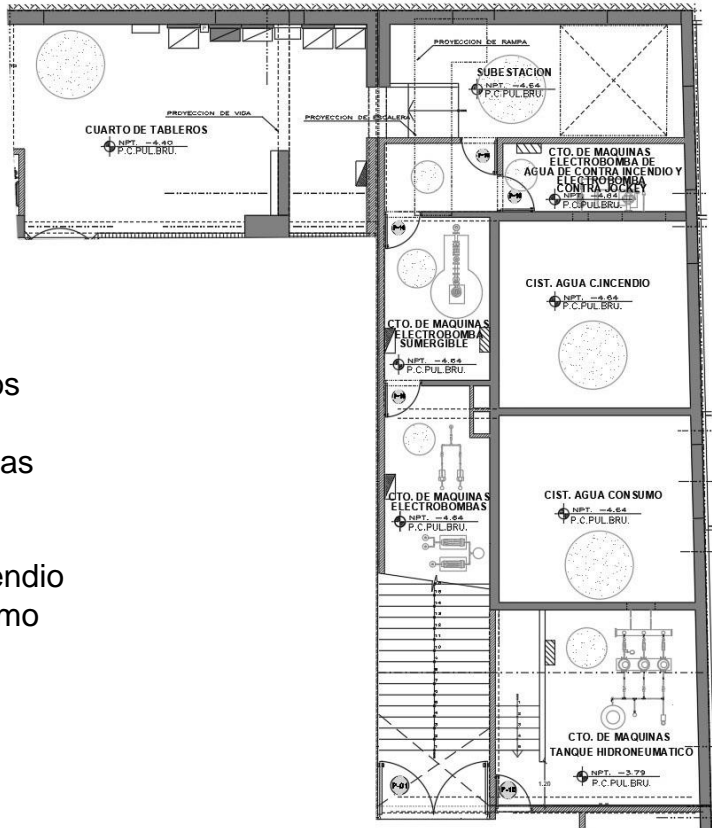 PROYECCION DE RAMPA
SUBESTACION
NPT. -4.64
P.C.PUL.BRU.
PROYECCION DE VIGA
PROYECCION DE ESCALERA
CUARTO DE TABLEROS
NPT. -4.40
P.C.PUL.BRU.
CTO. DE MAQUINAS
ELECTROBOMBA DE
AGUA DE CONTRA INCENDIO Y
ELECTROBOMBA
CONTRA JOCKEY
NPT. -4.64
P.C.PUL.BRU.
CIST. AGUA C.INCENDIO
NPT. -4.64
P.C.PUL.BRU.
CTO. DE MAQUINAS
ELECTROBOMBA
SUMERGIBLE
NPT. -4.64
P.C.PUL.BRU.
os
as
endio
mo
CTO. DE MAQUINAS
ELECTROBOMBAS
NPT. -4.64
P.C.PUL.BRU.
CIST. AGUA CONSUMO
NPT. -4.64
P.C.PUL.BRU.
CTO. DE MAQUINAS
TANQUE HIDRONEUMATICO
NPT. -3.79
P.C.PUL.BRU.
P-01
1.20